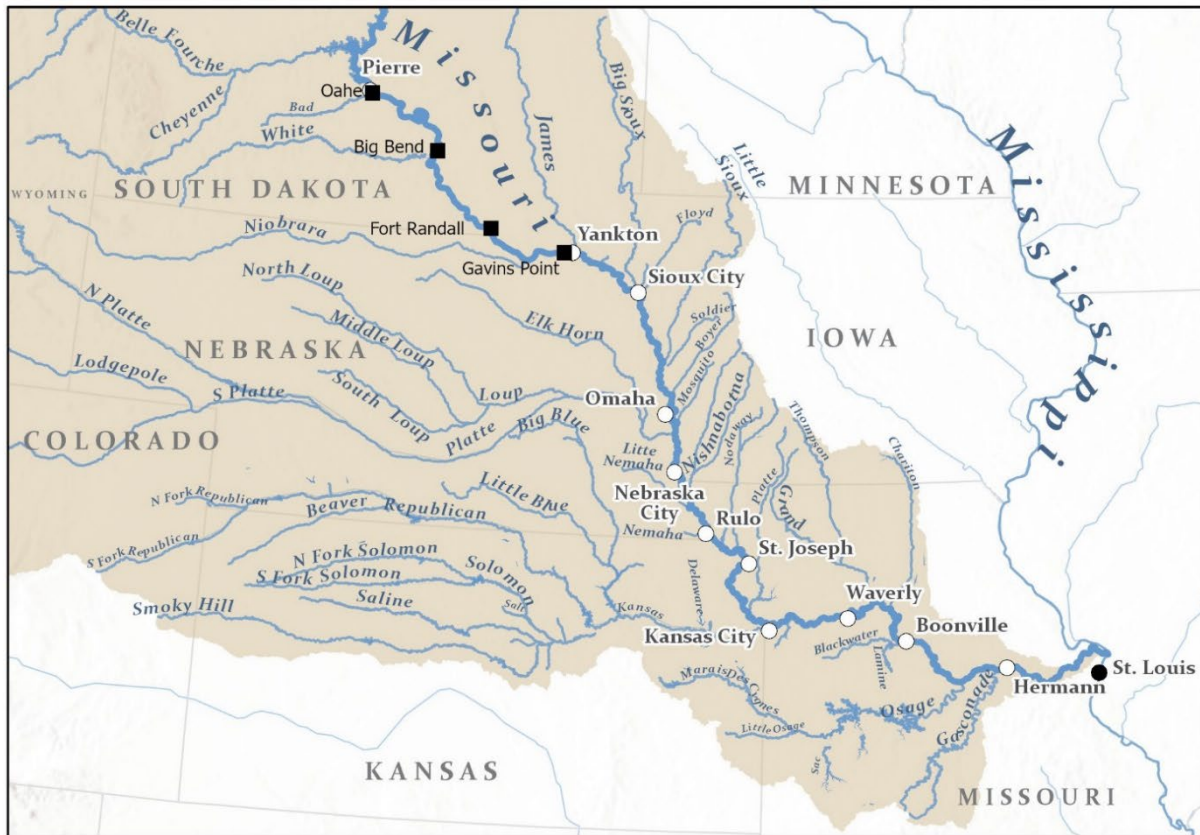 Belle Fourche
Missouri
Pierre
Oahe
Bad
Cheyenne
White
Big Bend
James
Big Sioux
Little
Sioux
WYOMING
SOUTH DAKOTA
MINNESOTA
Mississippi
Fort Randall
Floyd
Niobrara
Yankton
Gavins Point
Sioux City
North Loup
N Platte
Middle Loup
Elk Horn
Soldier
Boyer
IOWA
NEBRASKA
Mosquito
Lodgepole
S Platte
South Loup
Loup
Omaha
Nishnabotna
Platte
Big Blue
Nodaway
Thompson
COLORADO
Litte
Nemaha
Chariton
Platte
Grand
Nebraska
City
N Fork Republican
Beaver
Republican
Little Blue
Rulo
Nemaha
S Fork Republican
N Fork Solomon
S Fork Solomon
Solomon
St. Joseph
Delaware
Smoky Hill
Saline
Salt
Kansas
Waverly
Kansas City
Boonville
Blackwater
Lamine
St. Louis
Hermann
Marais Des Cygnes
Osage
Gasconade
Little Osage
Sac
KANSAS
MISSOURI